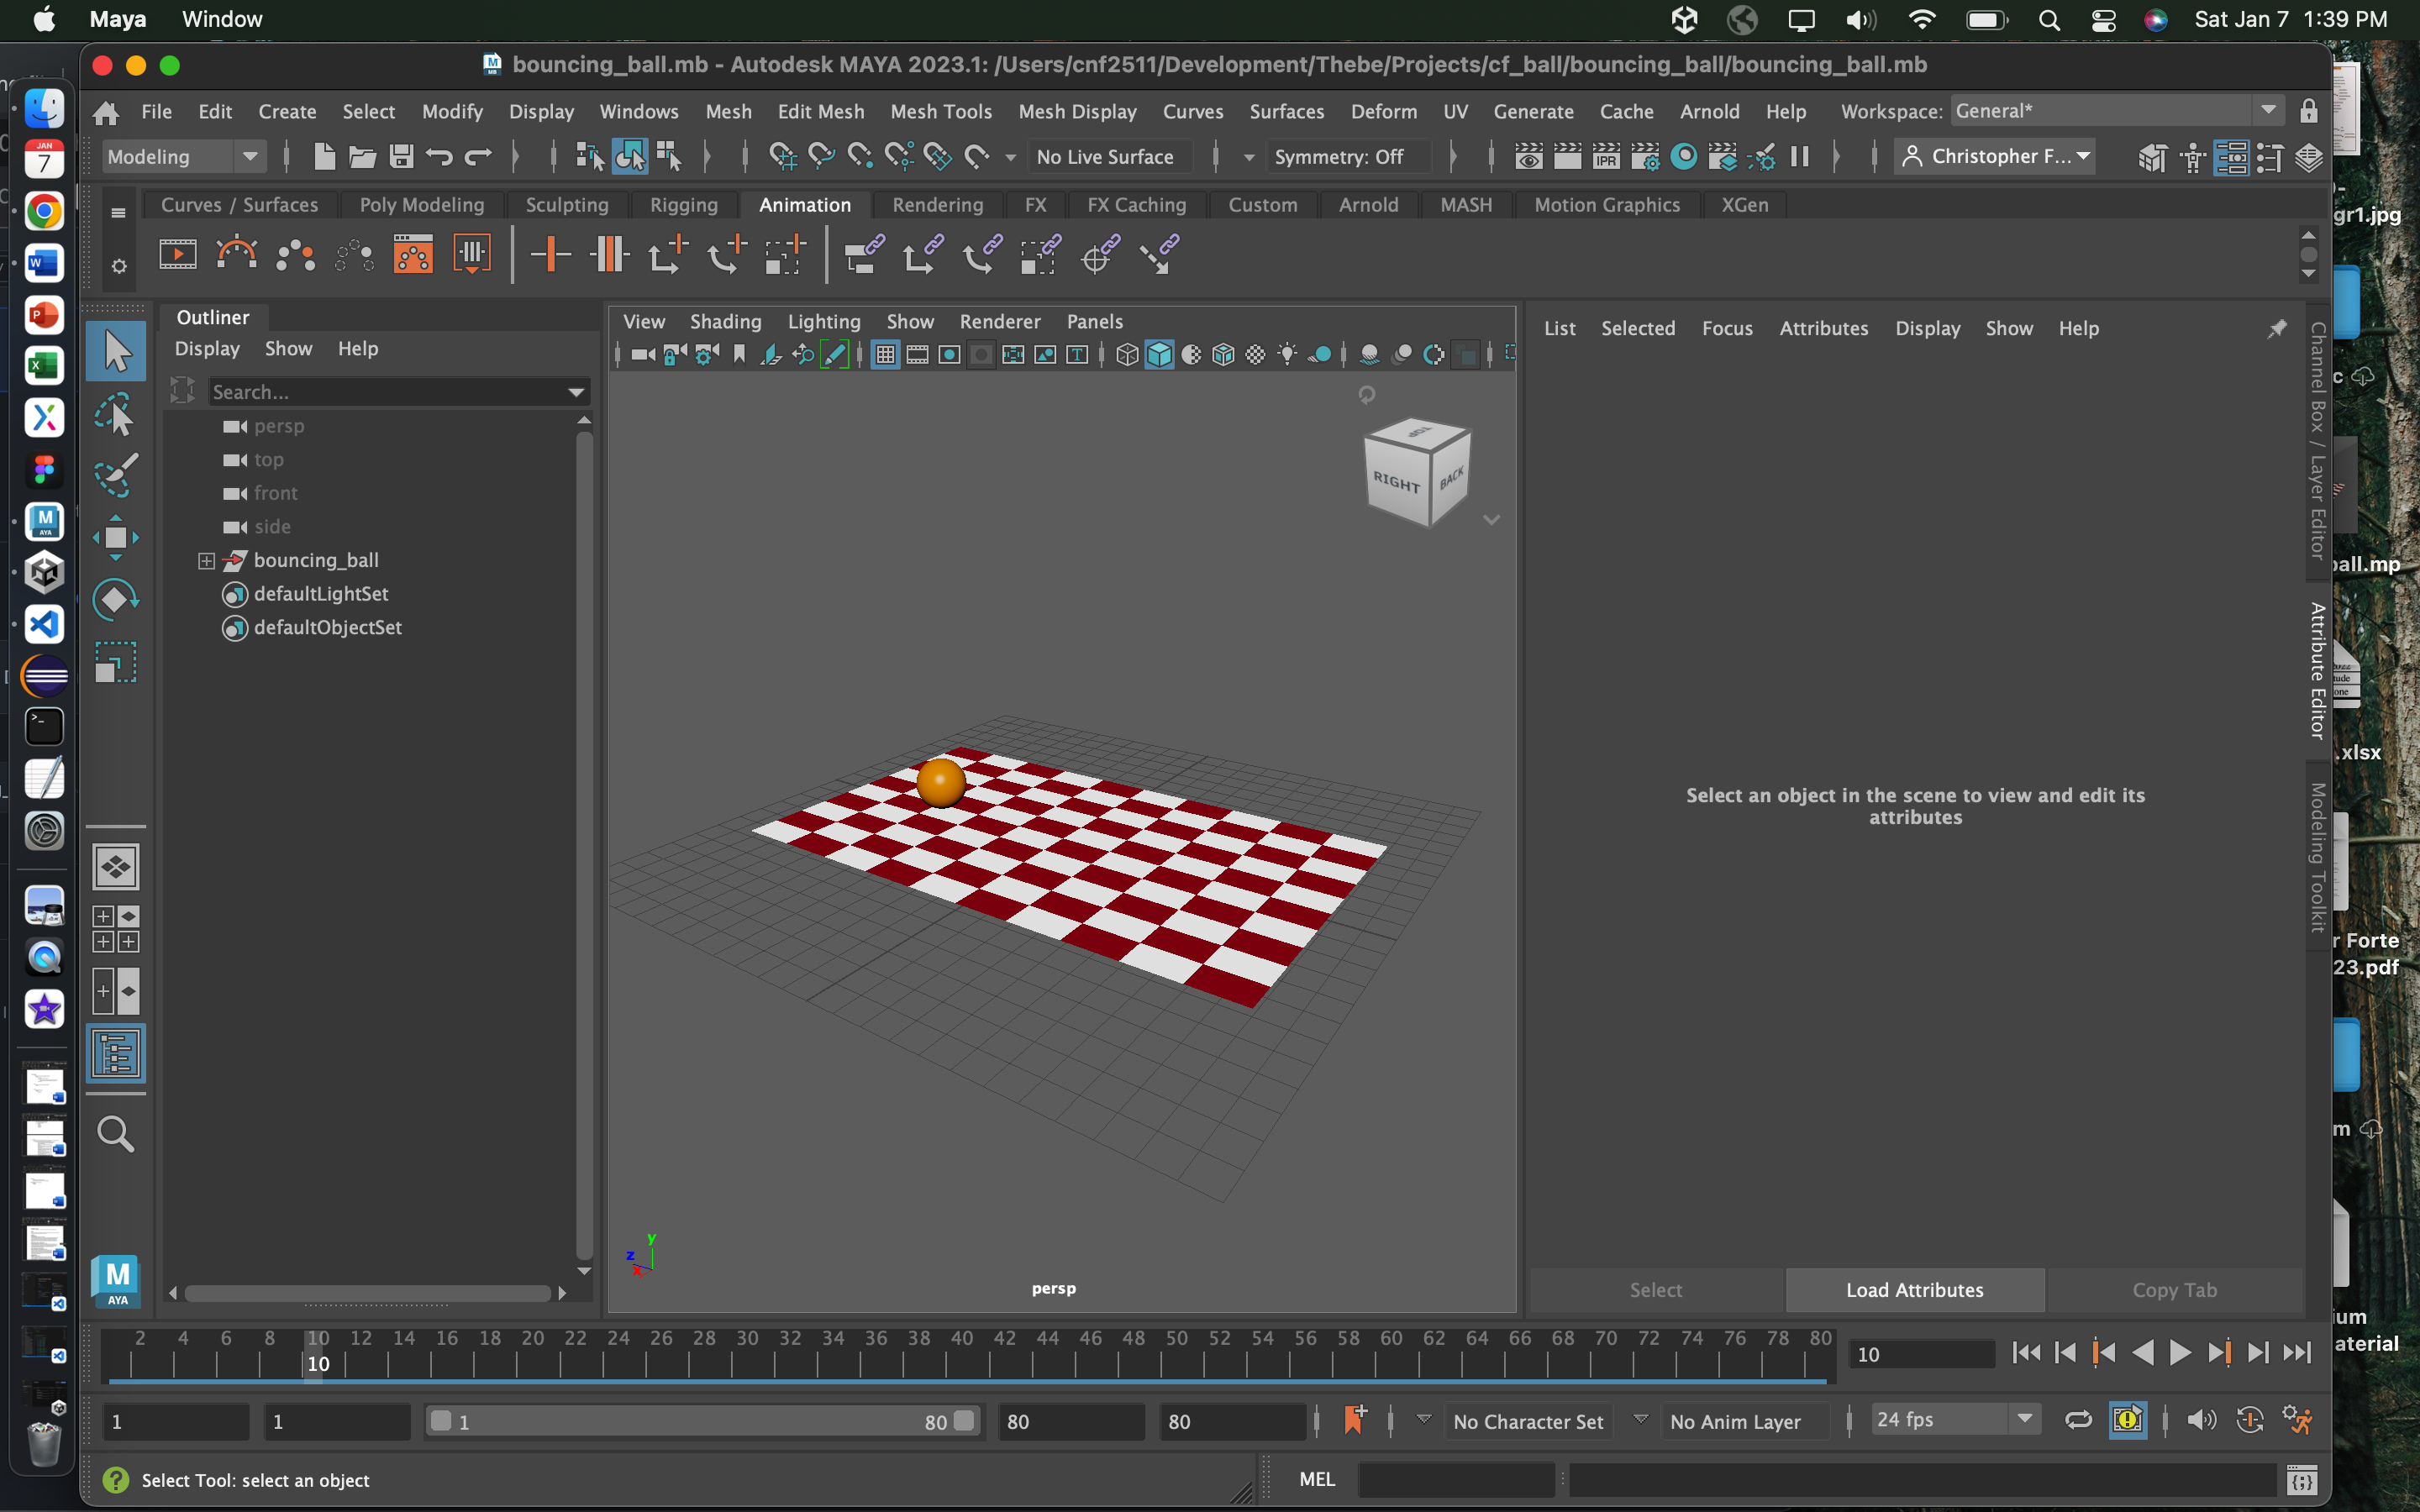 Maya Window Sat Jan 7 1:39 PM
bouncing_ball.mb - Autodesk MAYA 2023.1: /Users/cnf2511/Development/Thebe/Projects/cf_ball/bouncing_ball/bouncing_ball.mb
File Edit Create Select Modify Display Windows Mesh Edit Mesh Mesh Tools Mesh Display Curves Surfaces Deform UV Generate Cache Arnold Help Workspace: General*
Modeling No Live Surface Symmetry: Off IPR Christopher F...
Curves / Surfaces Poly Modeling Sculpting Rigging Animation Rendering FX FX Caching Custom Arnold MASH Motion Graphics XGen
Outliner
Display Show Help
Search...
persp
top
front
side
bouncing_ball
defaultLightSet
defaultObjectSet
View Shading Lighting Show Renderer Panels
TOP
RIGHT BACK
y
z
x
persp
List Selected Focus Attributes Display Show Help
Select an object in the scene to view and edit its
attributes
Select Load Attributes Copy Tab
Channel Box / Layer Editor
Attribute Editor
Modeling Toolkit
2 4 6 8 10 12 14 16 18 20 22 24 26 28 30 32 34 36 38 40 42 44 46 48 50 52 54 56 58 60 62 64 66 68 70 72 74 76 78 80
10
10
1 1 1 80 80 80 No Character Set No Anim Layer 24 fps
Select Tool: select an object MEL
JAN
7
M
AYA
M
AYA
gr1.jpg
c
ball.mp
.xlsx
r Forte
23.pdf
m
ium
aterial